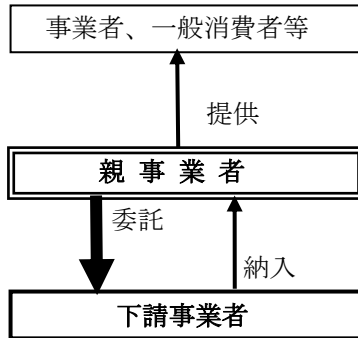 事業者、一般消費者等
提供
親事業者
委託
納入
下請事業者